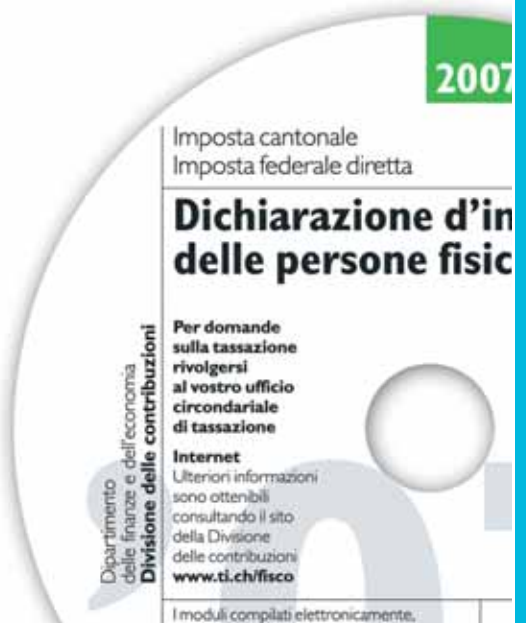 2007
Imposta cantonale
Imposta federale diretta
Dichiarazione d'im
delle persone fisic
Per domande
sulla tassazione
rivolgersi
al vostro ufficio
circondariale
di tassazione
Internet
Ulteriori informazioni
sono ottenibili
consultando il sito
della Divisione
delle contribuzioni
www.ti.ch/fisco
Dipartimento
delle finanze e dell'economia
Divisione delle contribuzioni
'07
I moduli compilati elettronicamente,